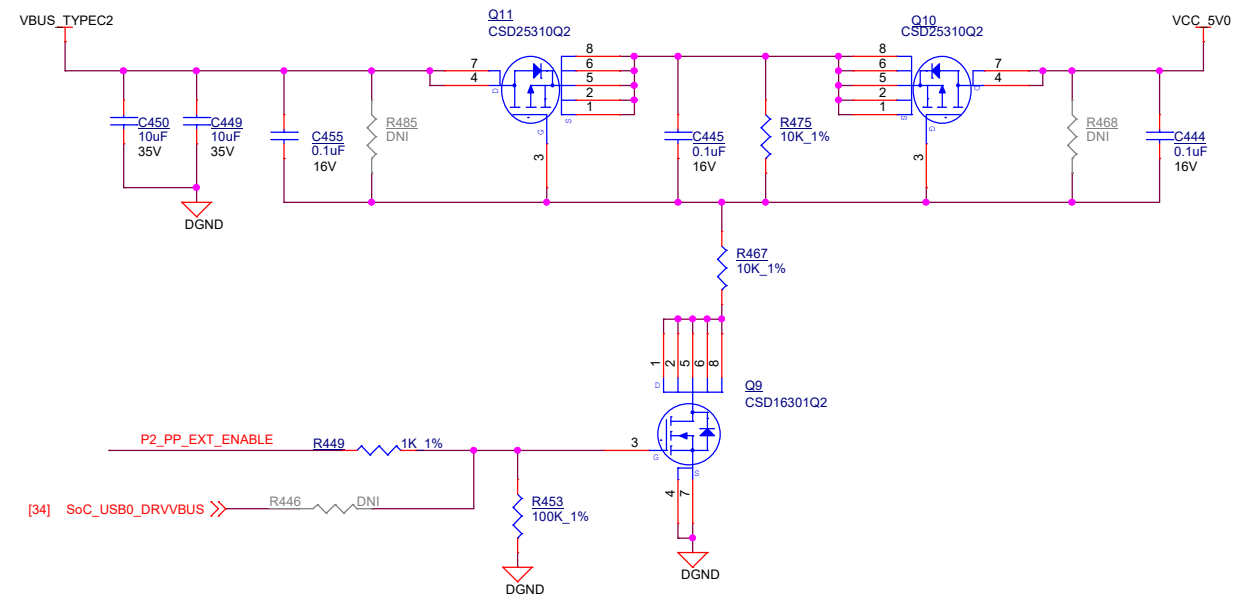 VBUS_TYPEC2
Q11
CSD25310Q2
Q10
CSD25310Q2
VCC_5V0
7
4
D
8
6
5
2
1
S
G
3
8
6
5
2
1
S
G
3
7
4
D
C450
10uF
35V
C449
10uF
35V
C455
0.1uF
16V
R485
DNI
C445
0.1uF
16V
R475
10K_1%
R468
DNI
C444
0.1uF
16V
DGND
R467
10K_1%
1
2
5
6
8
D
Q9
CSD16301Q2
P2_PP_EXT_ENABLE
R449
1K_1%
3
G
S
4
7
[34]
SoC_USB0_DRVVBUS
R446
DNI
R453
100K_1%
DGND
DGND